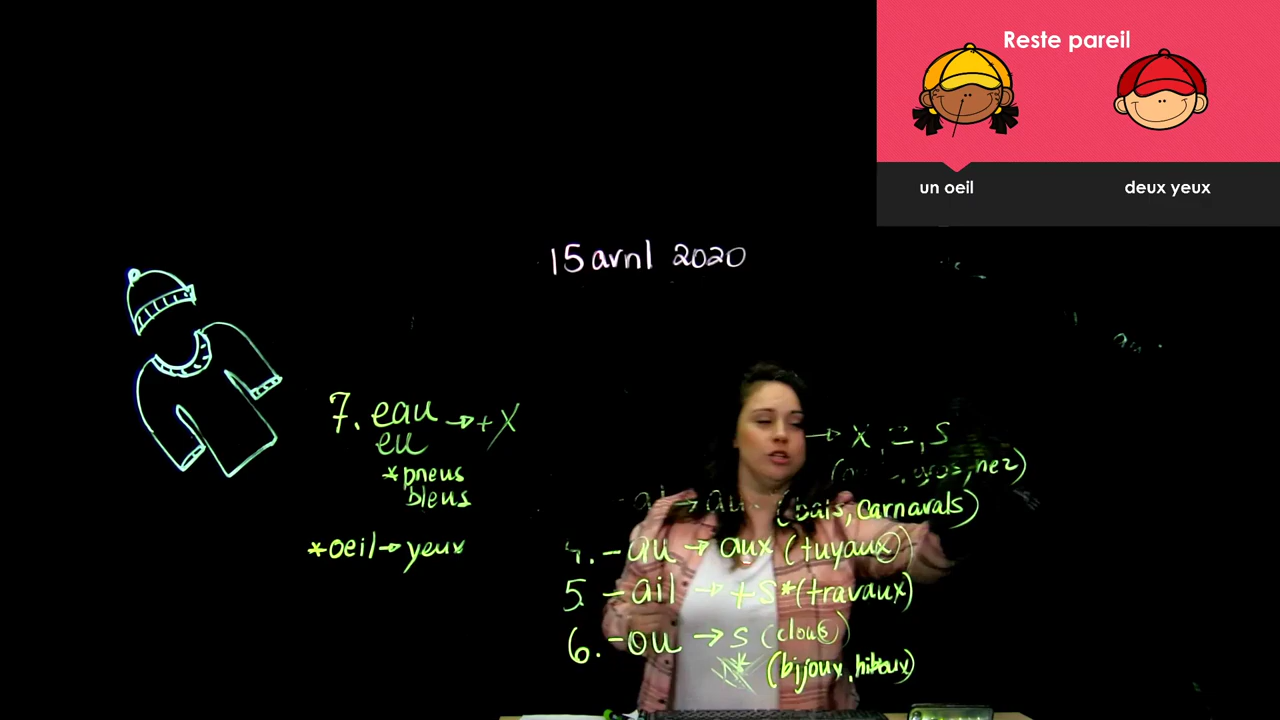 Reste pareil
un oeil
deux yeux
15 avril 2020
7. eau → + x
eu
* pneus
bleus
* oeil → yeux
→ x, z, s
gros, nez)
(bals, carnavals)
4. - au → aux (tuyaux)
5. - ail → + s * (travaux)
6. - ou → s (clous)
* (bijoux, hiboux)